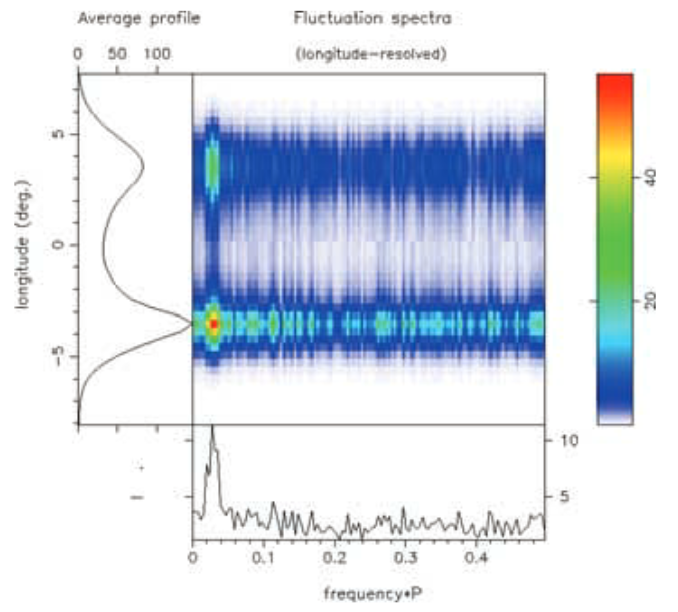 Average profile
Fluctuation spectra
0 50 100
(longitude-resolved)
longitude (deg.)
5
0
-5
40
20
10
5
0 0.1 0.2 0.3 0.4
frequency*P